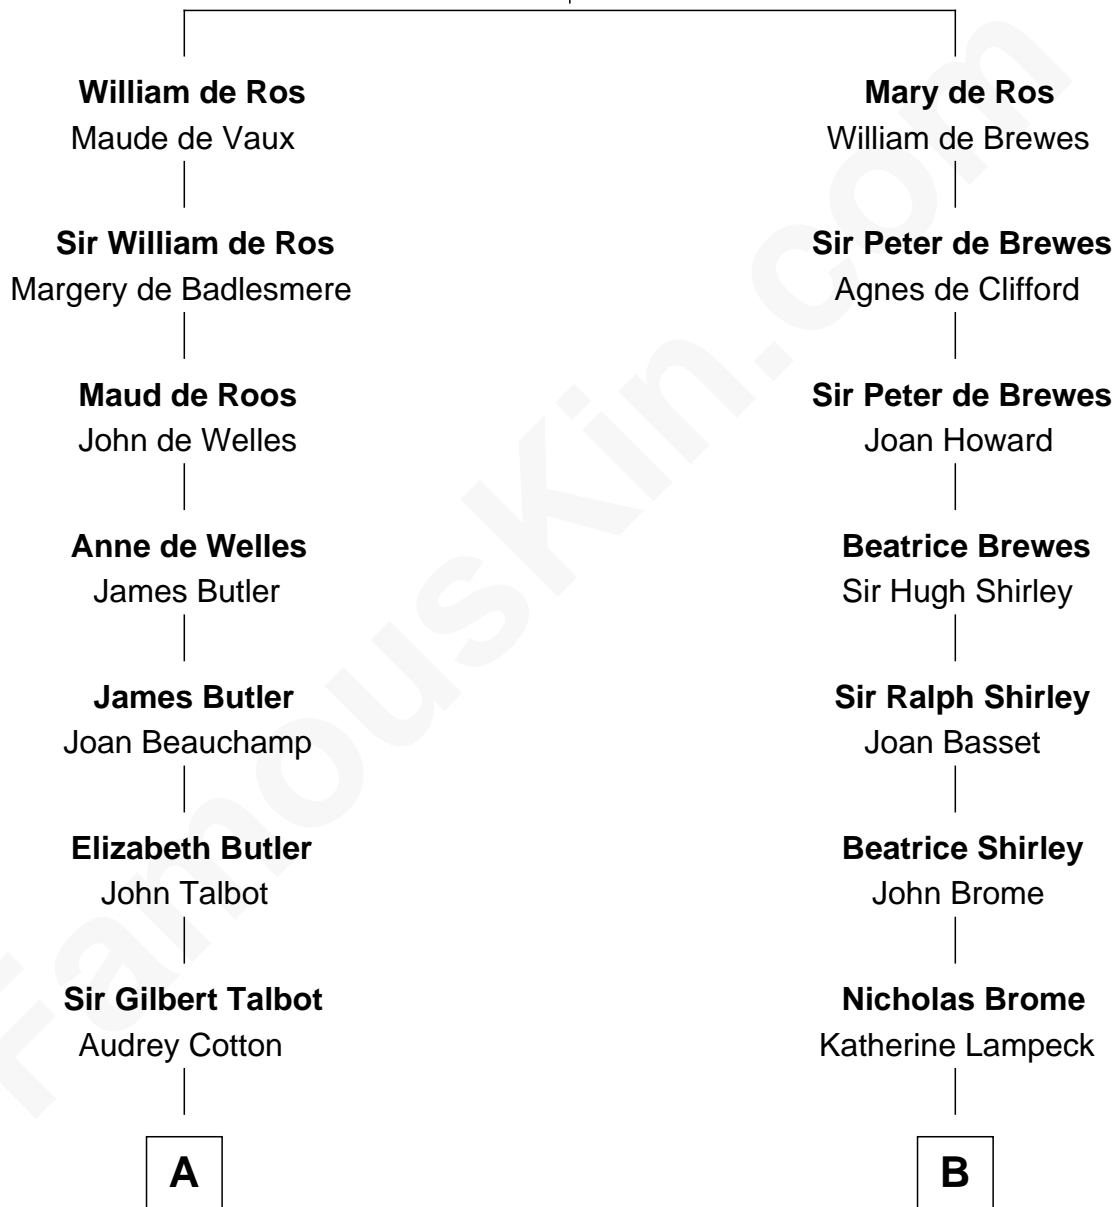 William de Ros
Maude de Vaux
Mary de Ros
William de Brewes
Sir William de Ros
Margery de Badlesmere
Sir Peter de Brewes
Agnes de Clifford
Maud de Roos
John de Welles
Sir Peter de Brewes
Joan Howard
Anne de Welles
James Butler
Beatrice Brewes
Sir Hugh Shirley
James Butler
Joan Beauchamp
Sir Ralph Shirley
Joan Basset
Elizabeth Butler
John Talbot
Beatrice Shirley
John Brome
Sir Gilbert Talbot
Audrey Cotton
Nicholas Brome
Katherine Lampeck
A
B
FamousKin.com